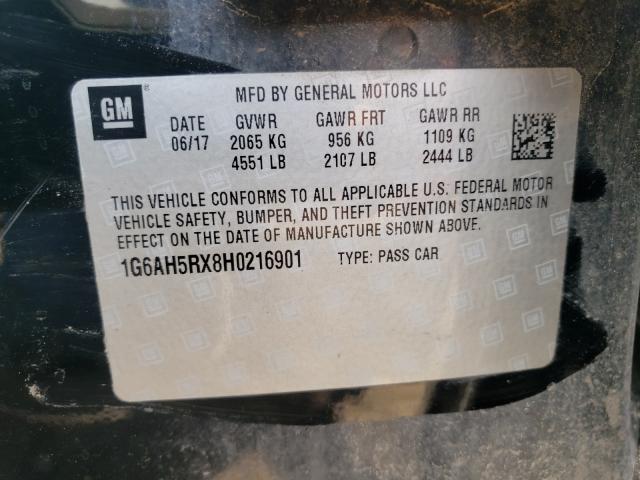 GM ® MFD BY GENERAL MOTORS LLC
DATE GVWR GAWR FRT GAWR RR
06/17 2065 KG 956 KG 1109 KG
4551 LB 2107 LB 2444 LB
THIS VEHICLE CONFORMS TO ALL APPLICABLE U.S. FEDERAL MOTOR
VEHICLE SAFETY, BUMPER, AND THEFT PREVENTION STANDARDS IN
EFFECT ON THE DATE OF MANUFACTURE SHOWN ABOVE.
1G6AH5RX8H0216901 TYPE: PASS CAR